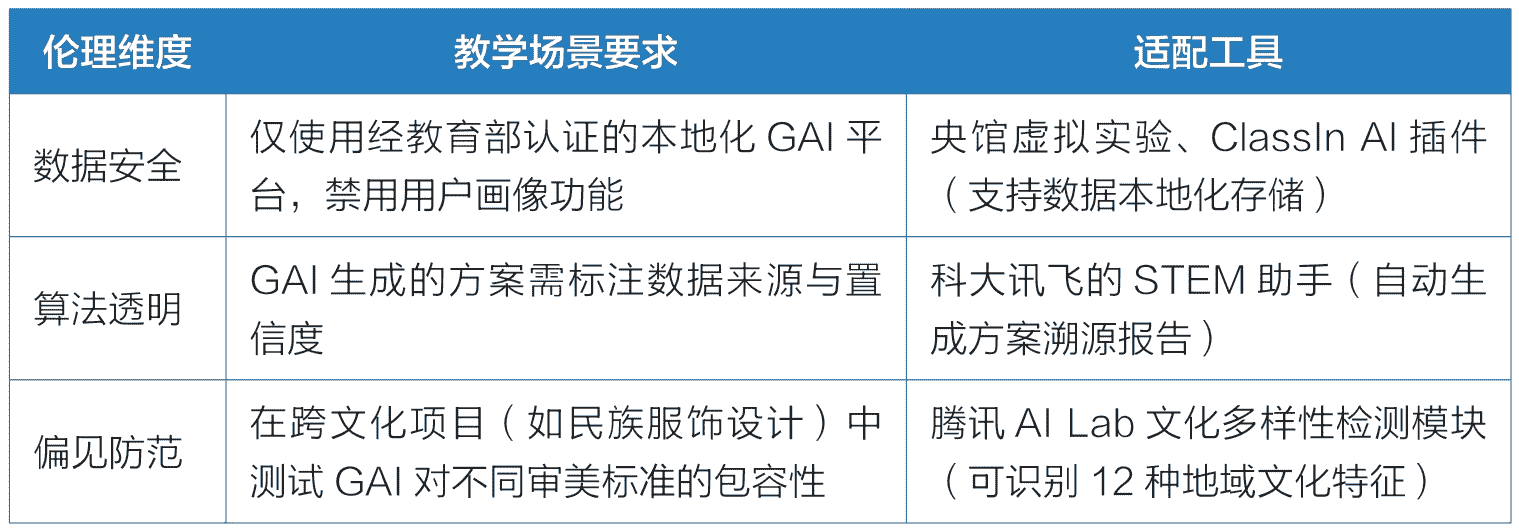 伦理维度 教学场景要求 适配工具
数据安全
仅使用经教育部认证的本地化 GAI 平
台，禁用用户画像功能
央馆虚拟实验、ClassIn AI 插件
（支持数据本地化存储）
算法透明
GAI 生成的方案需标注数据来源与置
信度
科大讯飞的 STEM 助手（自动生
成方案溯源报告）
偏见防范
在跨文化项目（如民族服饰设计）中
测试 GAI 对不同审美标准的包容性
腾讯 AI Lab 文化多样性检测模块
（可识别 12 种地域文化特征）